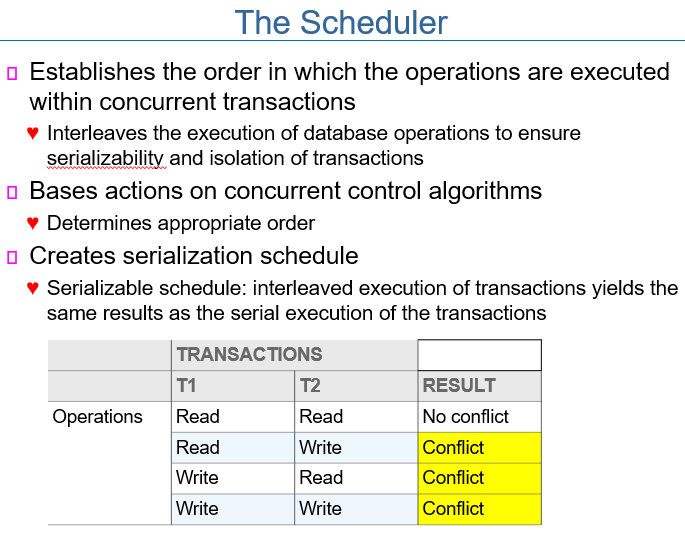 The Scheduler
Establishes the order in which the operations are executed
within concurrent transactions
Interleaves the execution of database operations to ensure
serializability and isolation of transactions
Bases actions on concurrent control algorithms
Determines appropriate order
Creates serialization schedule
Serializable schedule: interleaved execution of transactions yields the
same results as the serial execution of the transactions
TRANSACTIONS
T1 T2 RESULT
Operations Read Read No conflict
Read Write Conflict
Write Read Conflict
Write Write Conflict